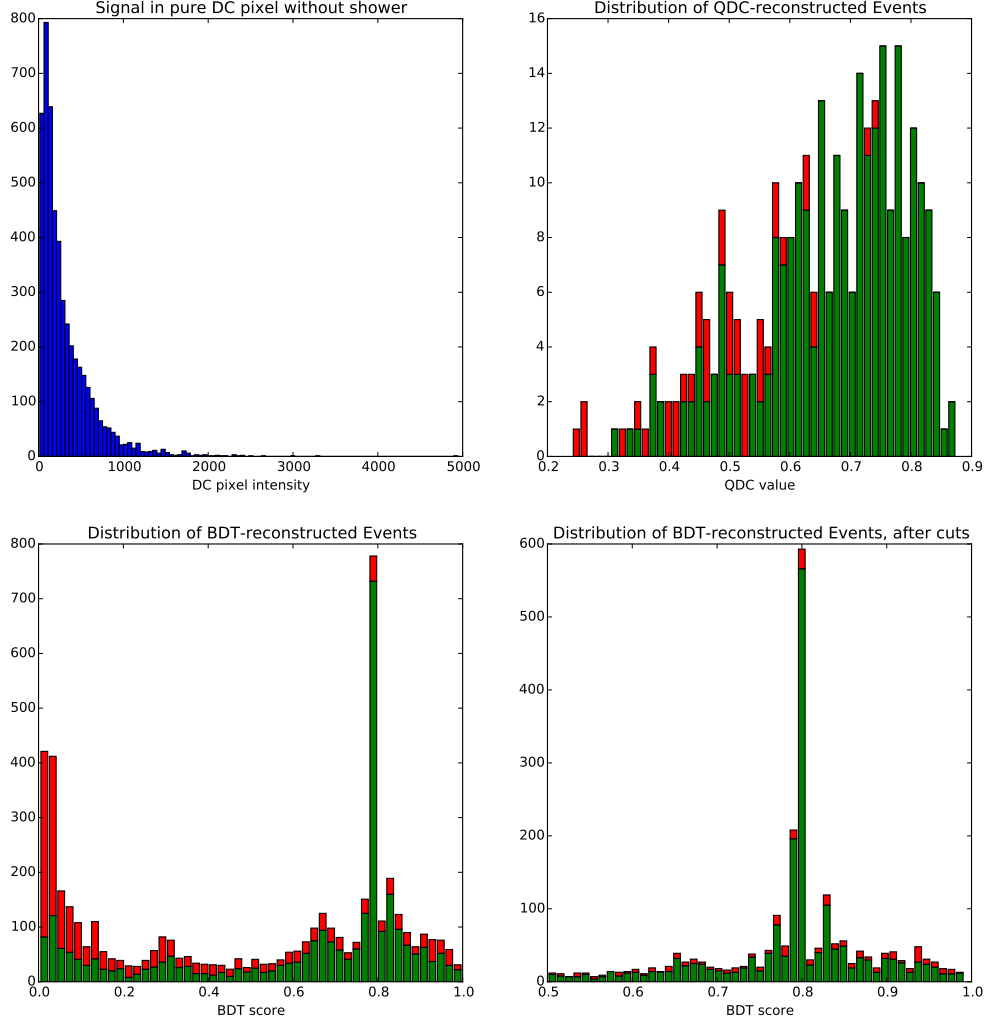 Signal in pure DC pixel without shower
800
700
600
500
400
300
200
100
0
0 1000 2000 3000 4000 5000
DC pixel intensity
Distribution of QDC-reconstructed Events
16
14
12
10
8
6
4
2
0
0.2 0.3 0.4 0.5 0.6 0.7 0.8 0.9
QDC value
Distribution of BDT-reconstructed Events
800
700
600
500
400
300
200
100
0
0.0 0.2 0.4 0.6 0.8 1.0
BDT score
Distribution of BDT-reconstructed Events, after cuts
600
500
400
300
200
100
0
0.5 0.6 0.7 0.8 0.9 1.0
BDT score